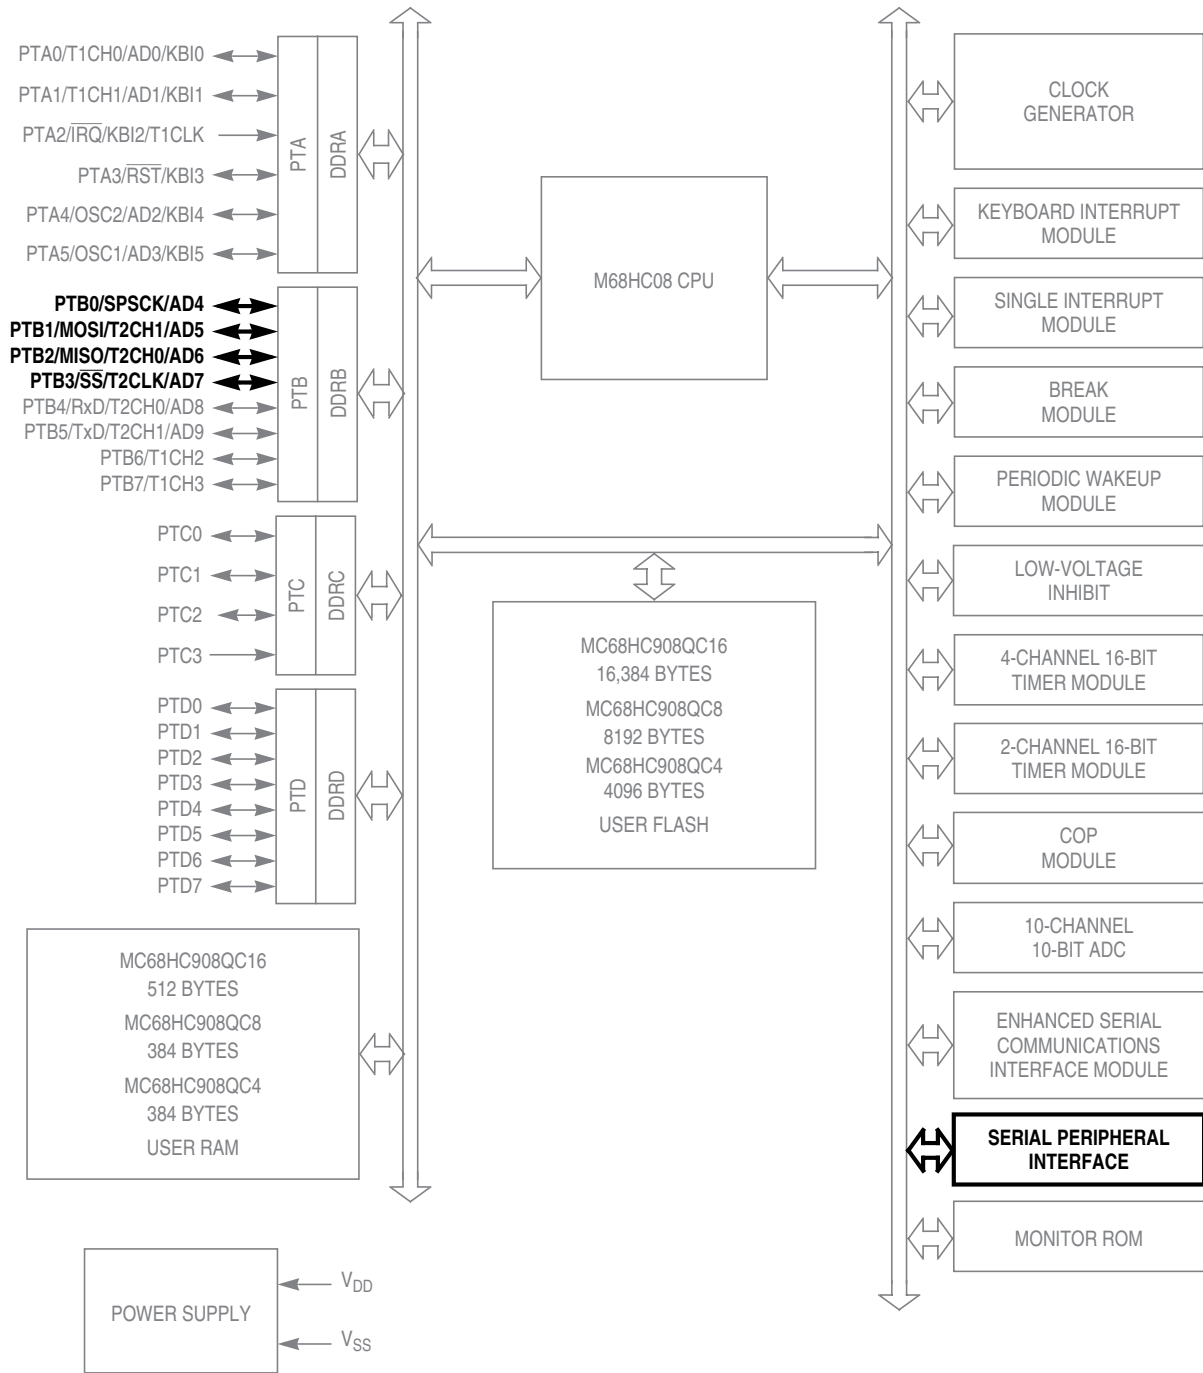 PTA0/T1CH0/AD0/KBI0
PTA1/T1CH1/AD1/KBI1
PTA2/IRQ/KBI2/T1CLK
PTA3/RST/KBI3
PTA4/OSC2/AD2/KBI4
PTA5/OSC1/AD3/KBI5
PTA
DDRA
PTB0/SPSCK/AD4
PTB1/MOSI/T2CH1/AD5
PTB2/MISO/T2CH0/AD6
PTB3/SS/T2CLK/AD7
PTB4/RxD/T2CH0/AD8
PTB5/TxD/T2CH1/AD9
PTB6/T1CH2
PTB7/T1CH3
PTB
DDRB
PTC0
PTC1
PTC2
PTC3
PTC
DDRC
PTD0
PTD1
PTD2
PTD3
PTD4
PTD5
PTD6
PTD7
PTD
DDRD
MC68HC908QC16
512 BYTES
MC68HC908QC8
384 BYTES
MC68HC908QC4
384 BYTES
USER RAM
POWER SUPPLY
VDD
VSS
M68HC08 CPU
MC68HC908QC16
16,384 BYTES
MC68HC908QC8
8192 BYTES
MC68HC908QC4
4096 BYTES
USER FLASH
CLOCK
GENERATOR
KEYBOARD INTERRUPT
MODULE
SINGLE INTERRUPT
MODULE
BREAK
MODULE
PERIODIC WAKEUP
MODULE
LOW-VOLTAGE
INHIBIT
4-CHANNEL 16-BIT
TIMER MODULE
2-CHANNEL 16-BIT
TIMER MODULE
COP
MODULE
10-CHANNEL
10-BIT ADC
ENHANCED SERIAL
COMMUNICATIONS
INTERFACE MODULE
SERIAL PERIPHERAL
INTERFACE
MONITOR ROM